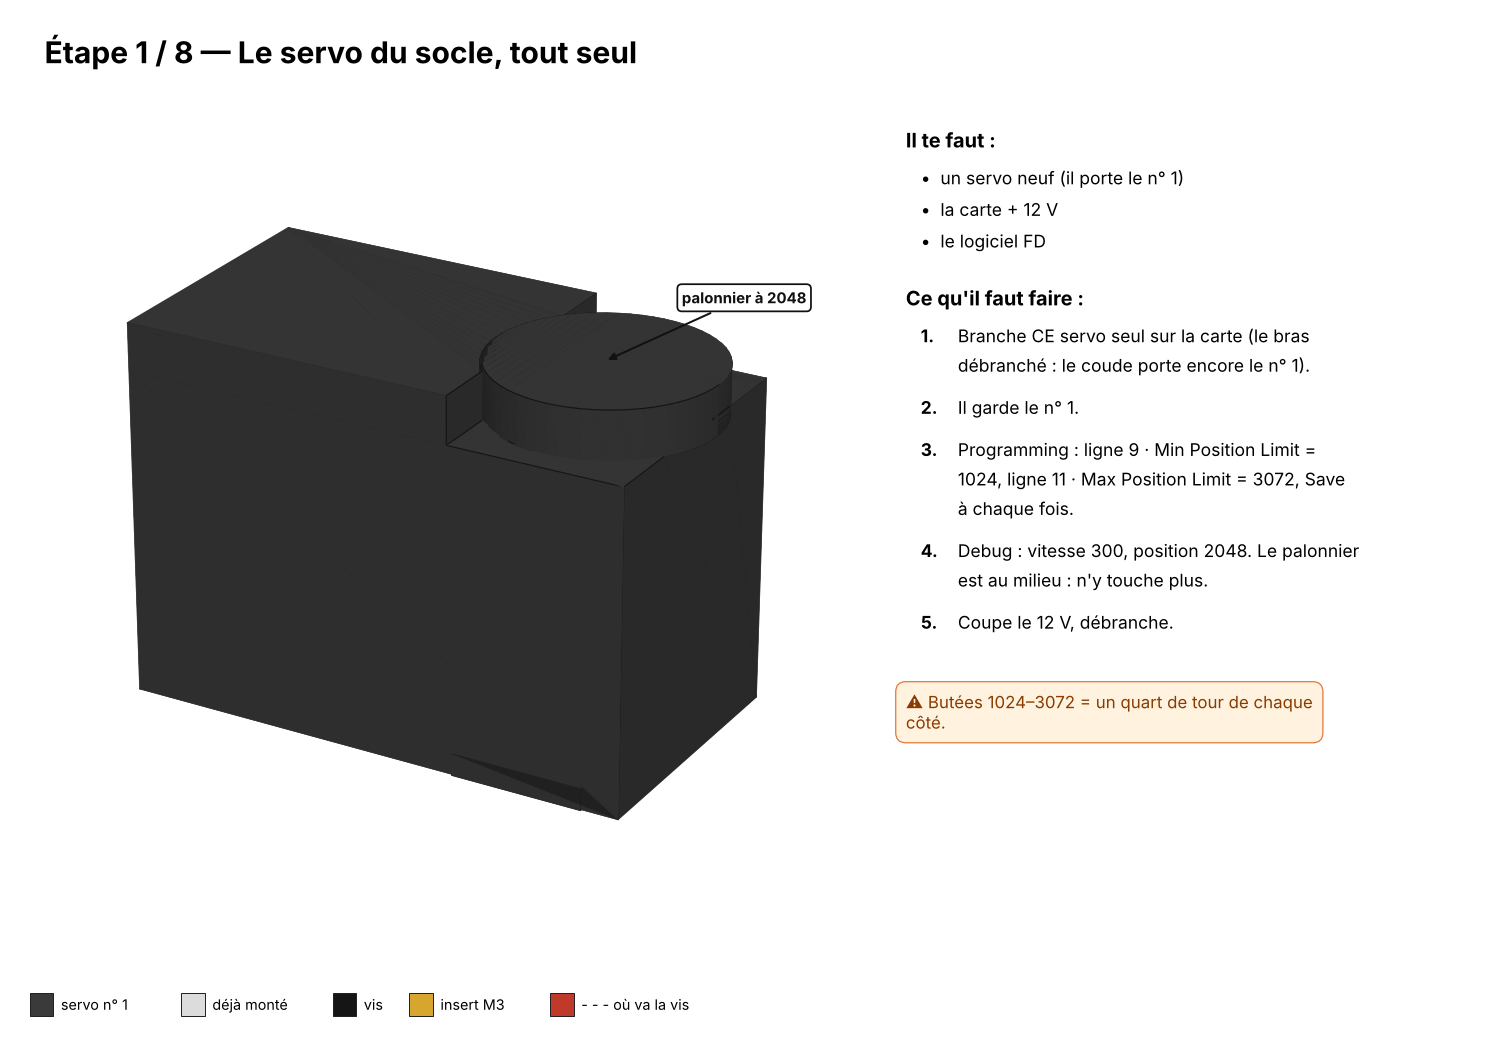 Étape 1 / 8 — Le servo du socle, tout seul
palonnier à 2048
Il te faut :
• un servo neuf (il porte le n° 1)
• la carte + 12 V
• le logiciel FD
Ce qu'il faut faire :
1. Branche CE servo seul sur la carte (le bras
débranché : le coude porte encore le n° 1).
2. Il garde le n° 1.
3. Programming : ligne 9 · Min Position Limit =
1024, ligne 11 · Max Position Limit = 3072, Save
à chaque fois.
4. Debug : vitesse 300, position 2048. Le palonnier
est au milieu : n'y touche plus.
5. Coupe le 12 V, débranche.
⚠ Butées 1024–3072 = un quart de tour de chaque
côté.
servo n° 1
déjà monté
vis
insert M3
- - - où va la vis